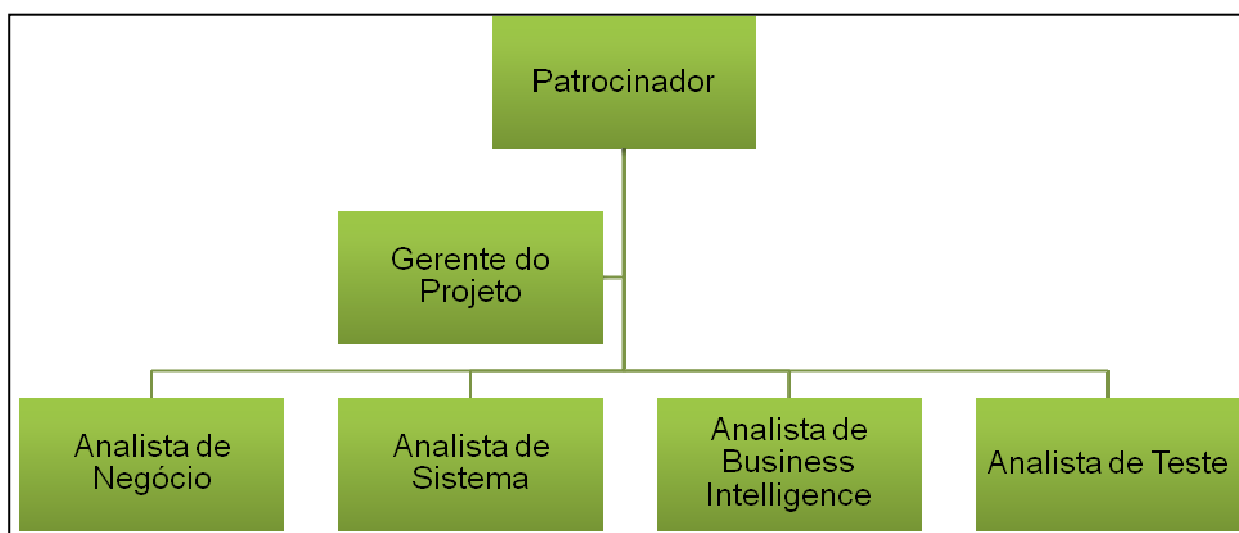 Patrocinador
Gerente do
Projeto
Analista de
Negócio
Analista de
Sistema
Analista de
Business
Intelligence
Analista de Teste